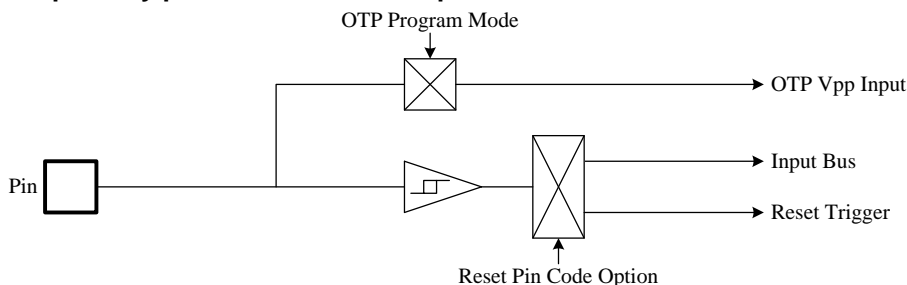 OTP Program Mode
OTP Vpp Input
Input Bus
Pin
Reset Trigger
Reset Pin Code Option